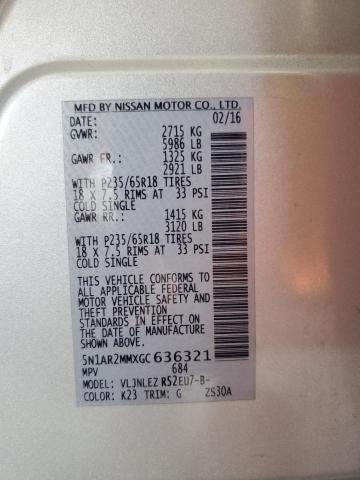 MFD BY NISSAN MOTOR CO., LTD.
DATE: 02/16
GVWR: 2715 KG
5986 LB
GAWR FR.: 1325 KG
2921 LB
WITH P235/65R18 TIRES
18 X 7.5 RIMS AT 33 PSI
COLD SINGLE
GAWR RR.: 1415 KG
3120 LB
WITH P235/65R18 TIRES
18 X 7.5 RIMS AT 33 PSI
COLD SINGLE
THIS VEHICLE CONFORMS TO
ALL APPLICABLE FEDERAL
MOTOR VEHICLE SAFETY AND
THEFT PREVENTION
STANDARDS IN EFFECT ON
THE DATE OF MANUFACTURE
SHOWN ABOVE.
5N1AR2MMXGC636321
MPV 684
MODEL: VLJNLEZ R52EU7-B-
COLOR: K23 TRIM: G ZS30A